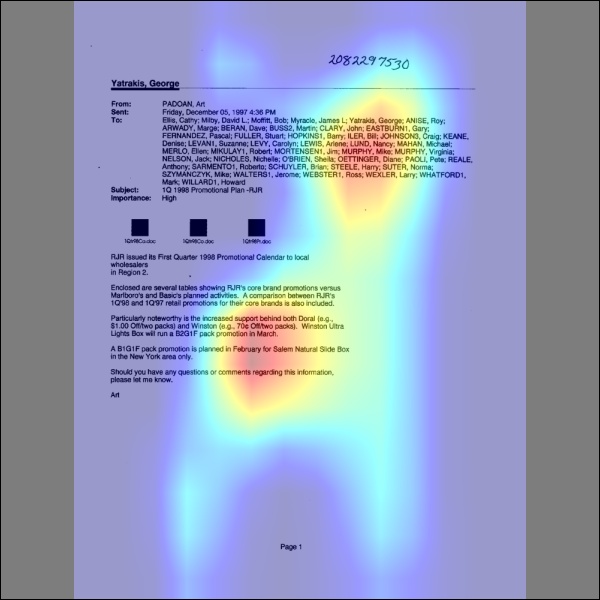 2082297530
Yatrakis, George
From: PADOAN, Art
Sent: Friday, December 05, 1997 4:36 PM
To: Ellis, Cathy; Milby, David L.; Moffitt, Bob; Myracle, James L; Yatrakis, George; ANISE, Roy;
ARWADY, Marge; BERAN, Dave; BUSS2, Martin; CLARY, John; EASTBURN1, Gary;
FERNANDEZ, Pascal; FULLER, Stuart; HOPKINS1, Barry; ILER, Bill; JOHNSON3, Craig; KEANE,
Denise; LEVAN1, Suzanne; LEVY, Carolyn; LEWIS, Arlene; LUND, Nancy; MAHAN, Michael;
MERLO, Ellen; MIKULAY1, Robert; MORTENSEN1, Jim; MURPHY, Mike; MURPHY, Virginia;
NELSON, Jack; NICHOLES, Nichelle; O'BRIEN, Sheila; OETTINGER, Diane; PAOLI, Pete; REALE,
Anthony; SARMENTO1, Roberto; SCHUYLER, Brian; STEELE, Harry; SUTER, Norma;
SZYMANCZYK, Mike; WALTERS1, Jerome; WEBSTER1, Ross; WEXLER, Larry; WHATFORD1,
Mark; WILLARD1, Howard
Subject: 1Q 1998 Promotional Plan -RJR
Importance: High
1Qtr98Co.doc 1Qtr98Co.doc 1Qtr98Pr.doc
RJR issued its First Quarter 1998 Promotional Calendar to local
wholesalers
in Region 2.
Enclosed are several tables showing RJR's core brand promotions versus
Marlboro's and Basic's planned activities. A comparison between RJR's
1Q'98 and 1Q'97 retail promotions for their core brands is also included.
Particularly noteworthy is the increased support behind both Doral (e.g.,
$1.00 Off/two packs) and Winston (e.g., 70¢ Off/two packs). Winston Ultra
Lights Box will run a B2G1F pack promotion in March.
A B1G1F pack promotion is planned in February for Salem Natural Slide Box
in the New York area only.
Should you have any questions or comments regarding this information,
please let me know.
Art
Page 1